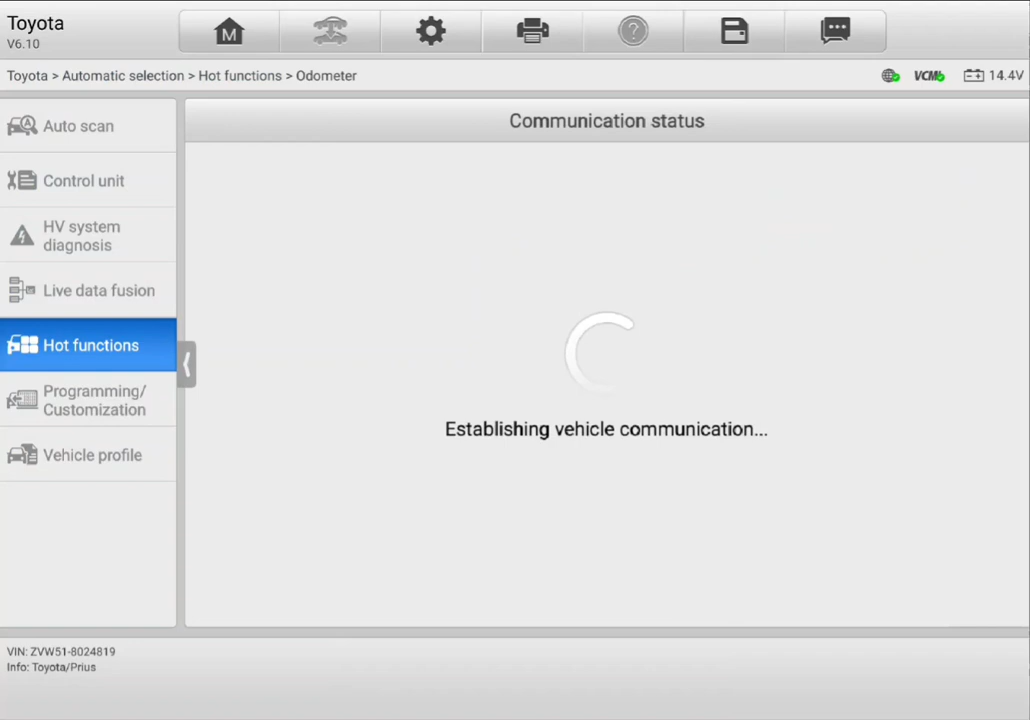 Toyota
V6.10
M
?
Toyota > Automatic selection > Hot functions > Odometer
VCMI
14.4V
Auto scan
Control unit
HV system
diagnosis
Live data fusion
Hot functions
Programming/
Customization
Vehicle profile
Communication status
Establishing vehicle communication...
VIN: ZVW51-8024819
Info: Toyota/Prius